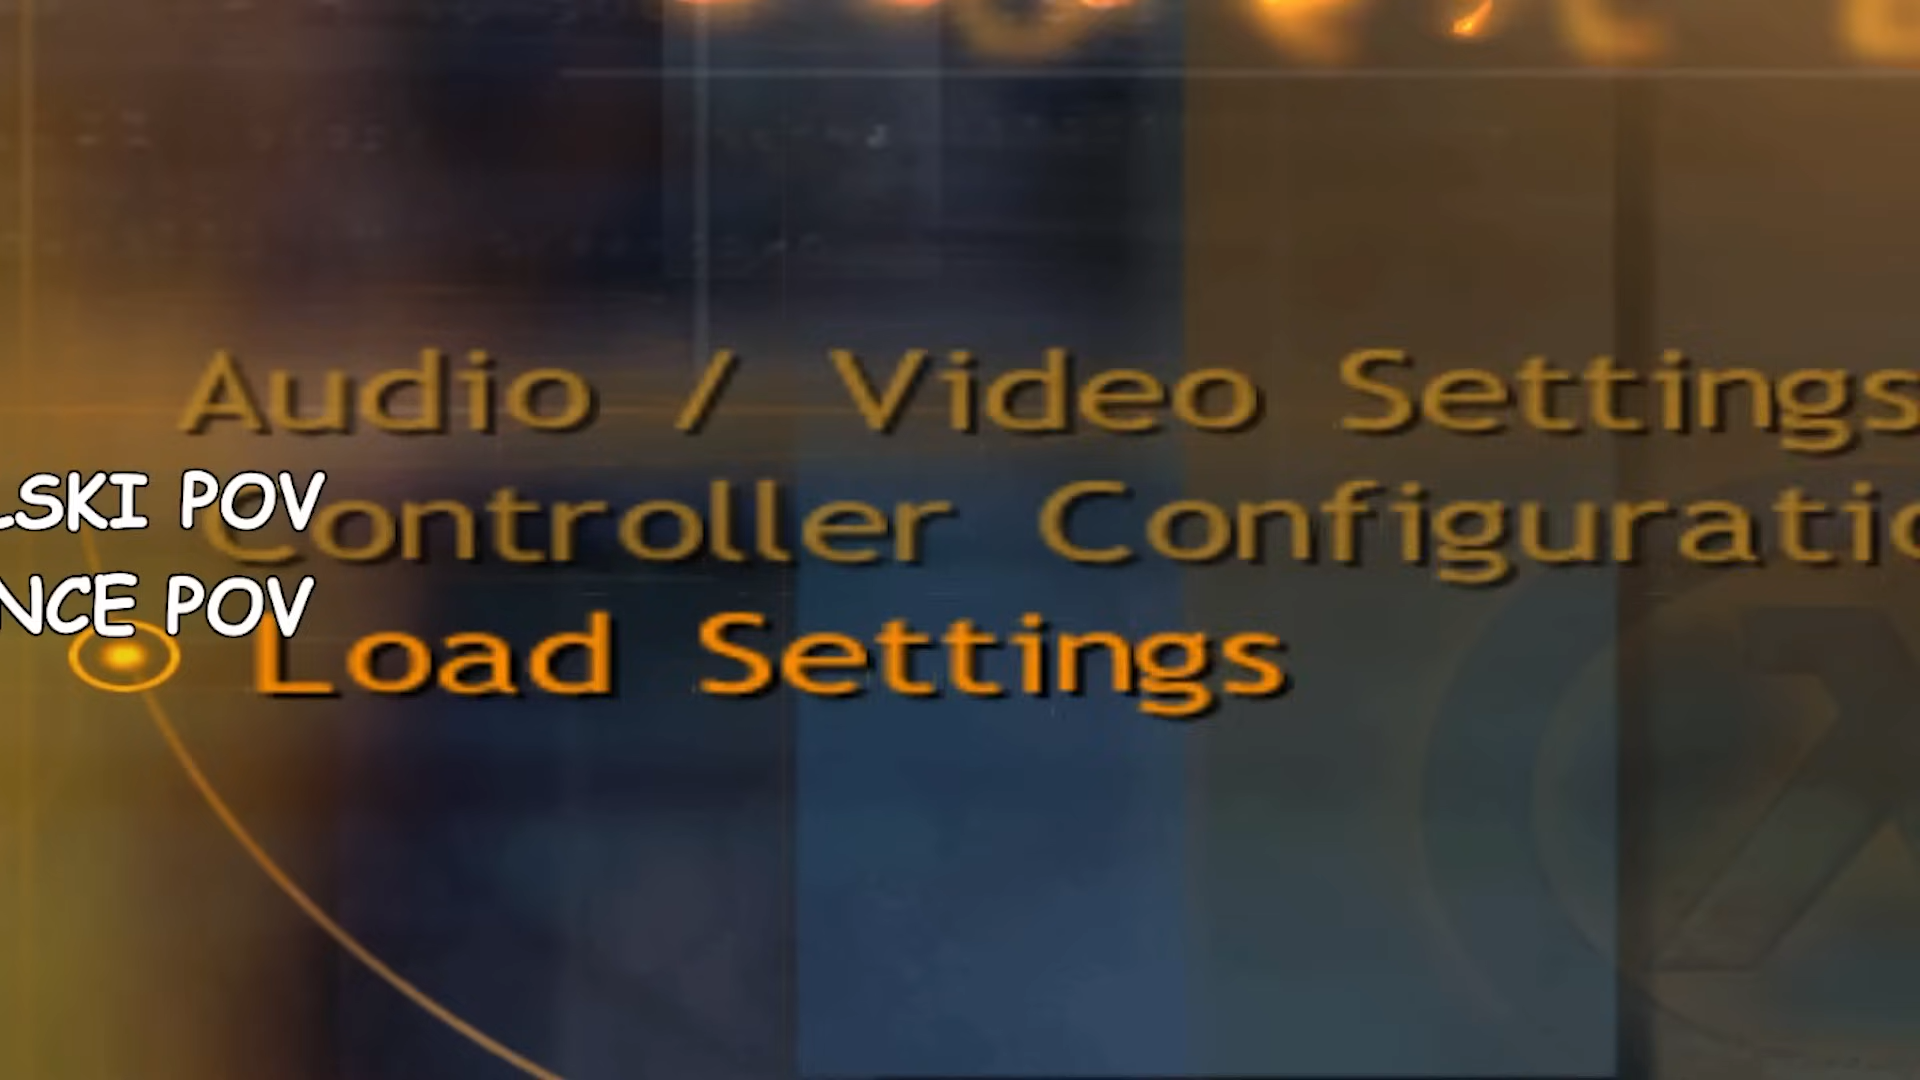 Audio / Video Settings
LSKI POV
Controller Configuratio
NCE POV
Load Settings